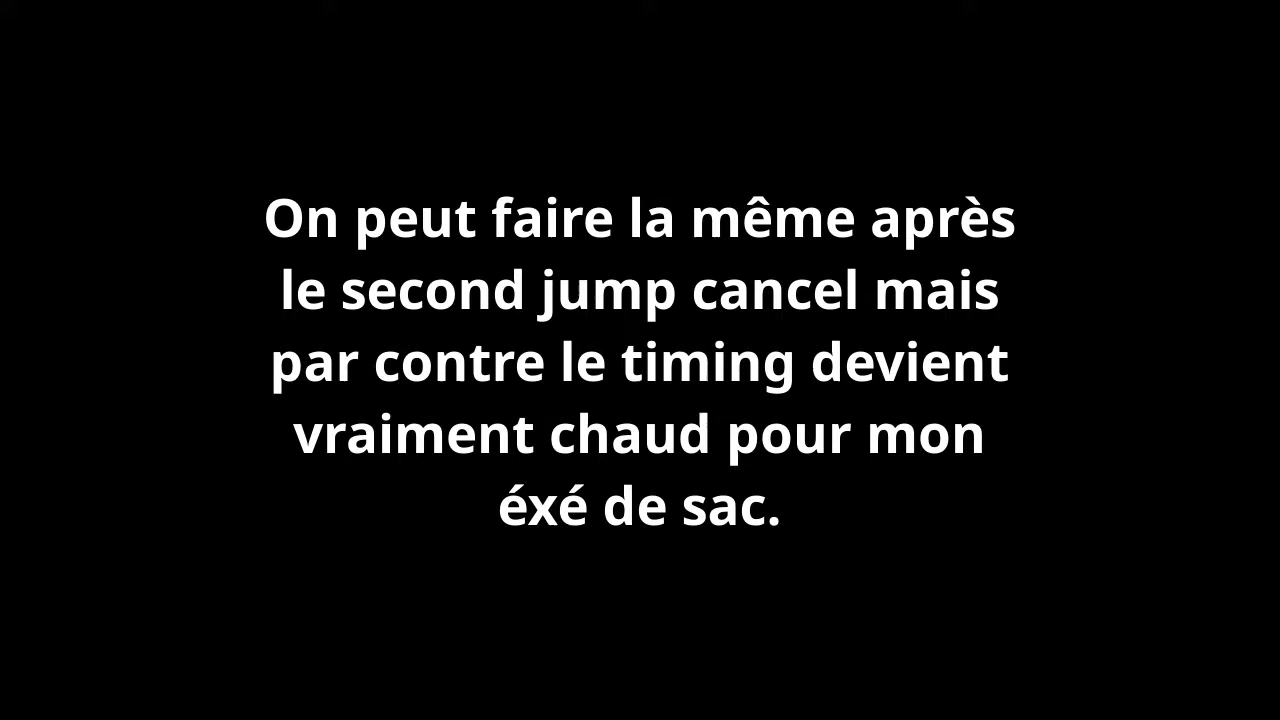 On peut faire la même après
le second jump cancel mais
par contre le timing devient
vraiment chaud pour mon
éxé de sac.